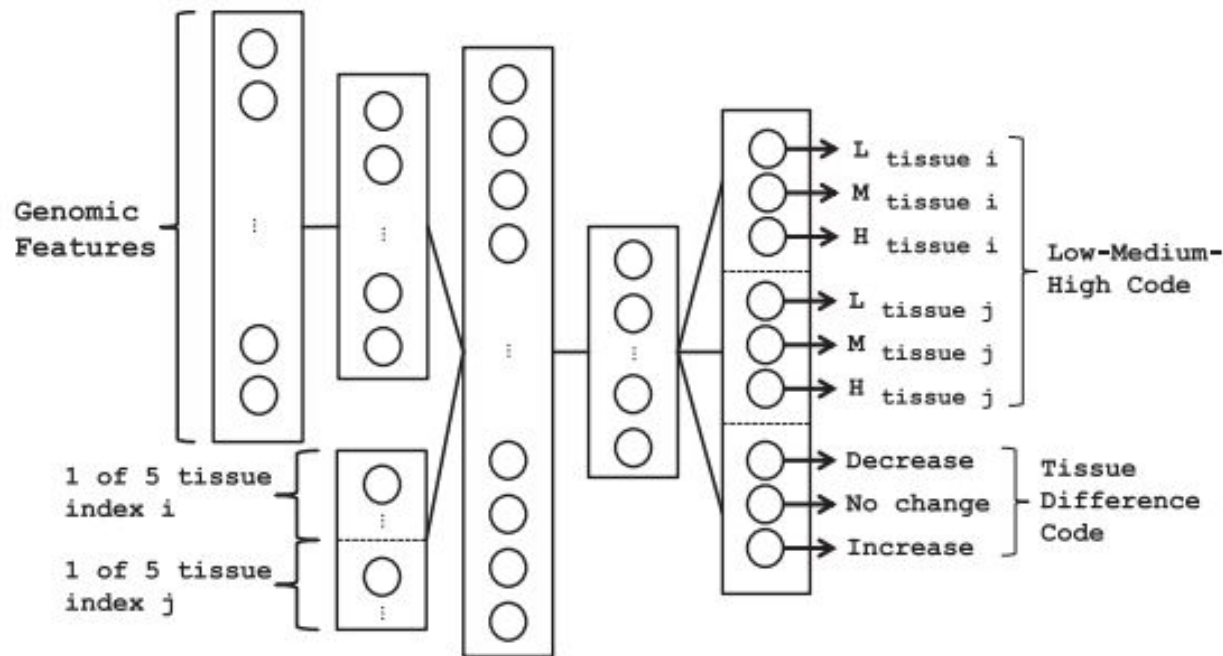 Genomic
Features
1 of 5 tissue
index i
1 of 5 tissue
index j
L tissue i
M tissue i
H tissue i
L tissue j
M tissue j
H tissue j
Low-Medium-
High Code
Decrease
No change
Increase
Tissue
Difference
Code